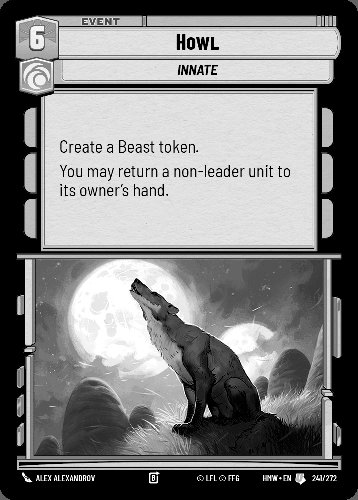 EVENT
6
HOWL
INNATE
Create a Beast token.
You may return a non-leader unit to
its owner's hand.
ALEX ALEXANDROV
© LFL © FFG
HMW • EN
241/272